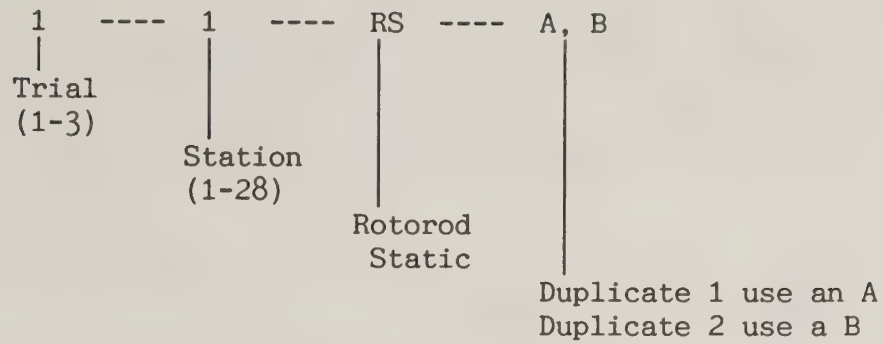 1 ---- 1 ---- RS ---- A, B
Trial
(1-3)
Station
(1-28)
Rotorod
Static
Duplicate 1 use an A
Duplicate 2 use a B